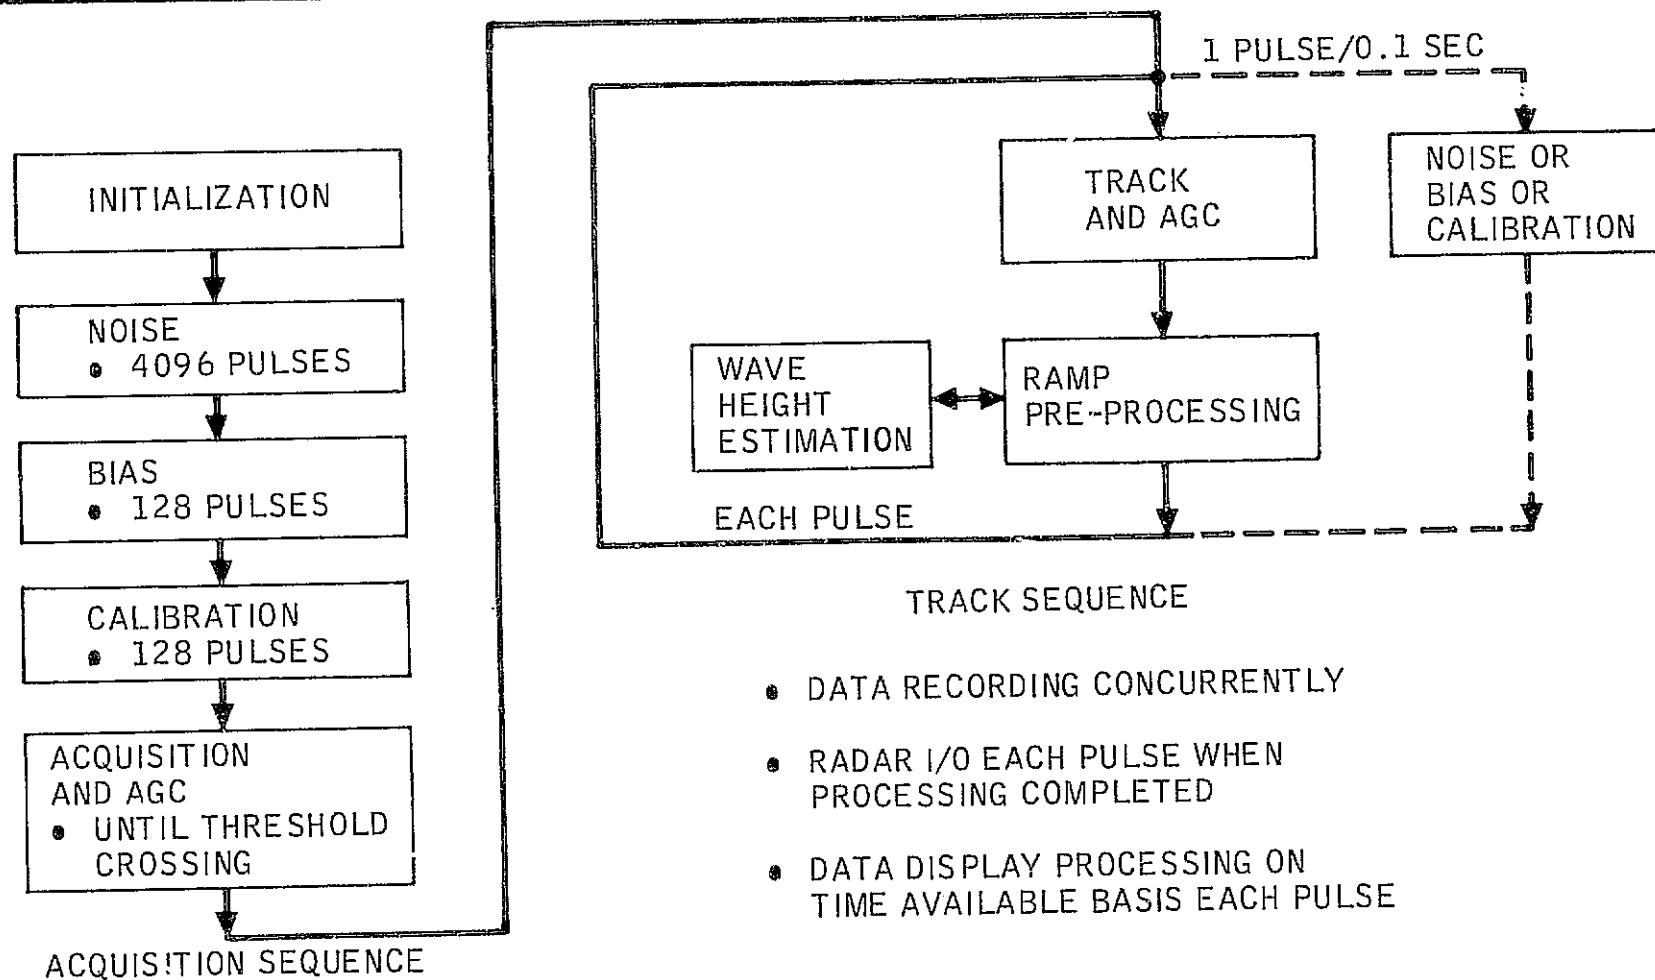 INITIALIZATION
NOISE
• 4096 PULSES
BIAS
• 128 PULSES
CALIBRATION
• 128 PULSES
ACQUISITION
AND AGC
• UNTIL THRESHOLD
CROSSING
ACQUISITION SEQUENCE
1 PULSE/0.1 SEC
TRACK
AND AGC
NOISE OR
BIAS OR
CALIBRATION
WAVE
HEIGHT
ESTIMATION
RAMP
PRE-PROCESSING
EACH PULSE
TRACK SEQUENCE
• DATA RECORDING CONCURRENTLY
• RADAR I/O EACH PULSE WHEN
PROCESSING COMPLETED
• DATA DISPLAY PROCESSING ON
TIME AVAILABLE BASIS EACH PULSE